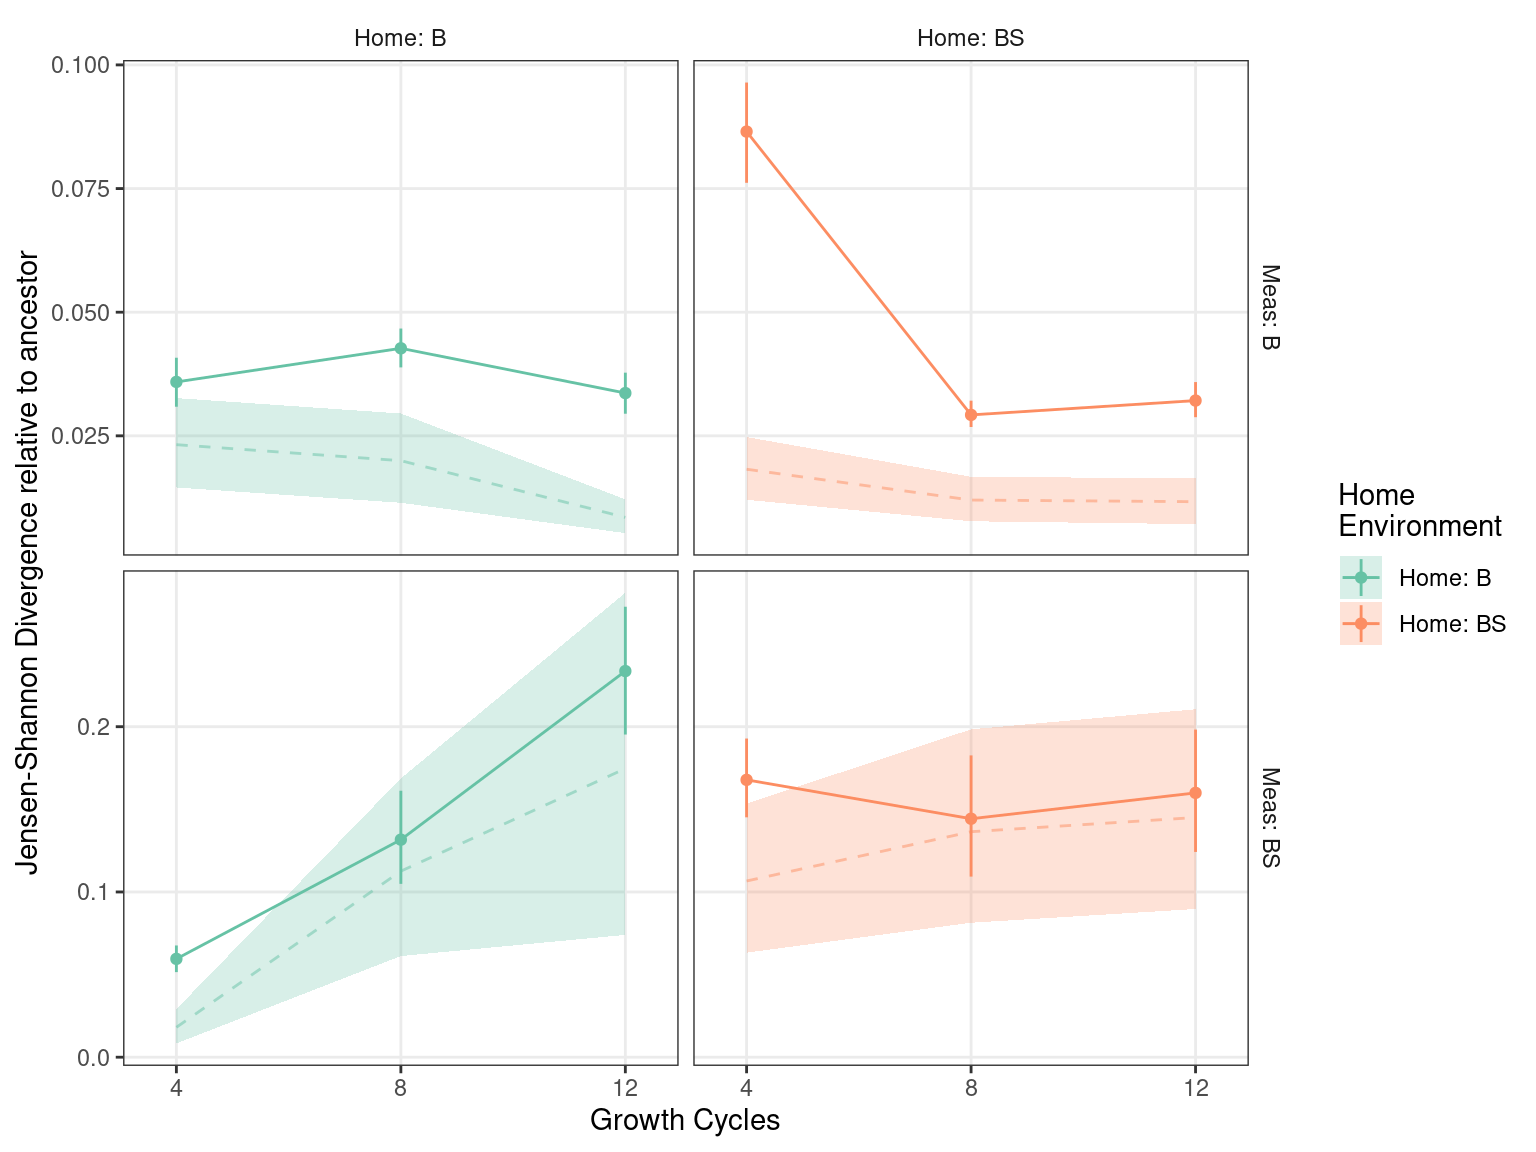 Home: B
Home: BS
0.100
0.075
0.050
0.025
Meas: B
0.2
0.1
0.0
Meas: BS
4
8
12
4
8
12
Growth Cycles
Jensen-Shannon Divergence relative to ancestor
Home
Environment
Home: B
Home: BS